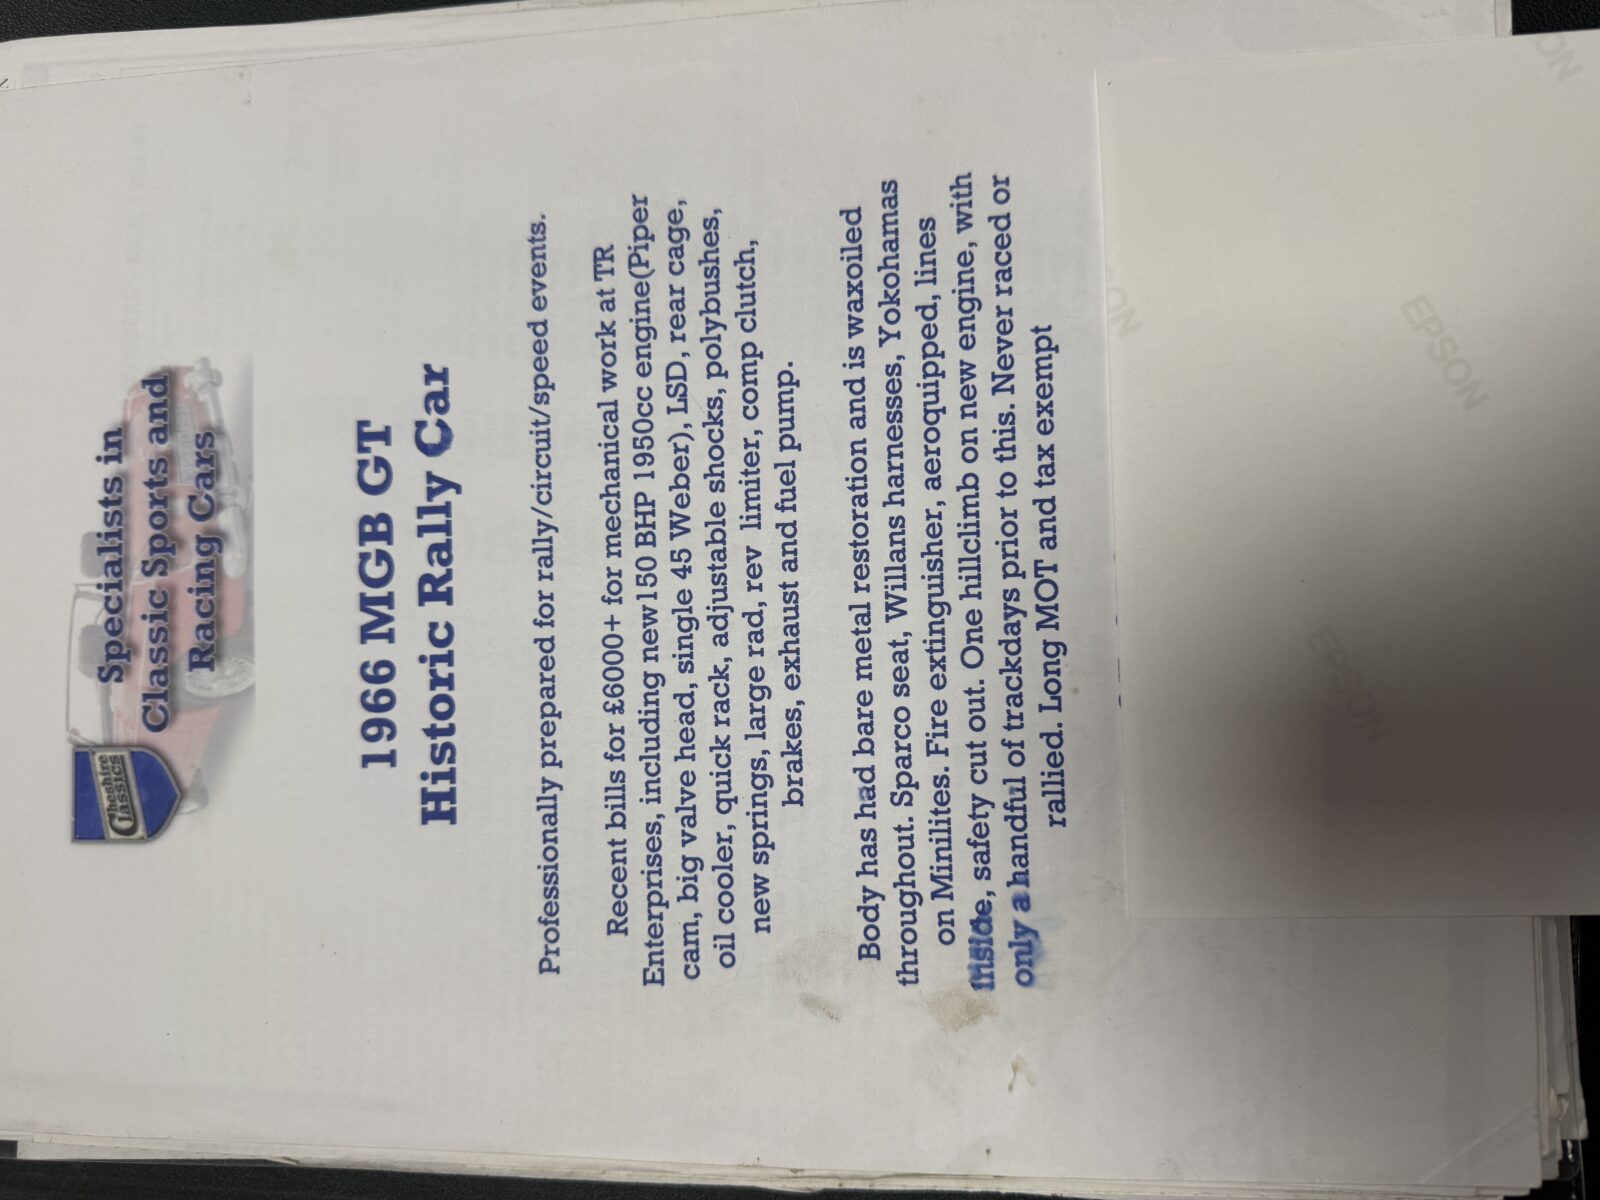 Cheshire
Classics
Specialists in
Classic Sports and
Racing Cars
1966 MGB GT
Historic Rally Car
Professionally prepared for rally/circuit/speed events.
Recent bills for £6000+ for mechanical work at TR
Enterprises, including new150 BHP 1950cc engine(Piper
cam, big valve head, single 45 Weber), LSD, rear cage,
oil cooler, quick rack, adjustable shocks, polybushes,
new springs, large rad, rev limiter, comp clutch,
brakes, exhaust and fuel pump.
Body has had bare metal restoration and is waxoiled
throughout. Sparco seat, Willans harnesses, Yokohamas
on Minilites. Fire extinguisher, aeroquipped, lines
inside, safety cut out. One hillclimb on new engine, with
only a handful of trackdays prior to this. Never raced or
rallied. Long MOT and tax exempt
EPSON
EPSON